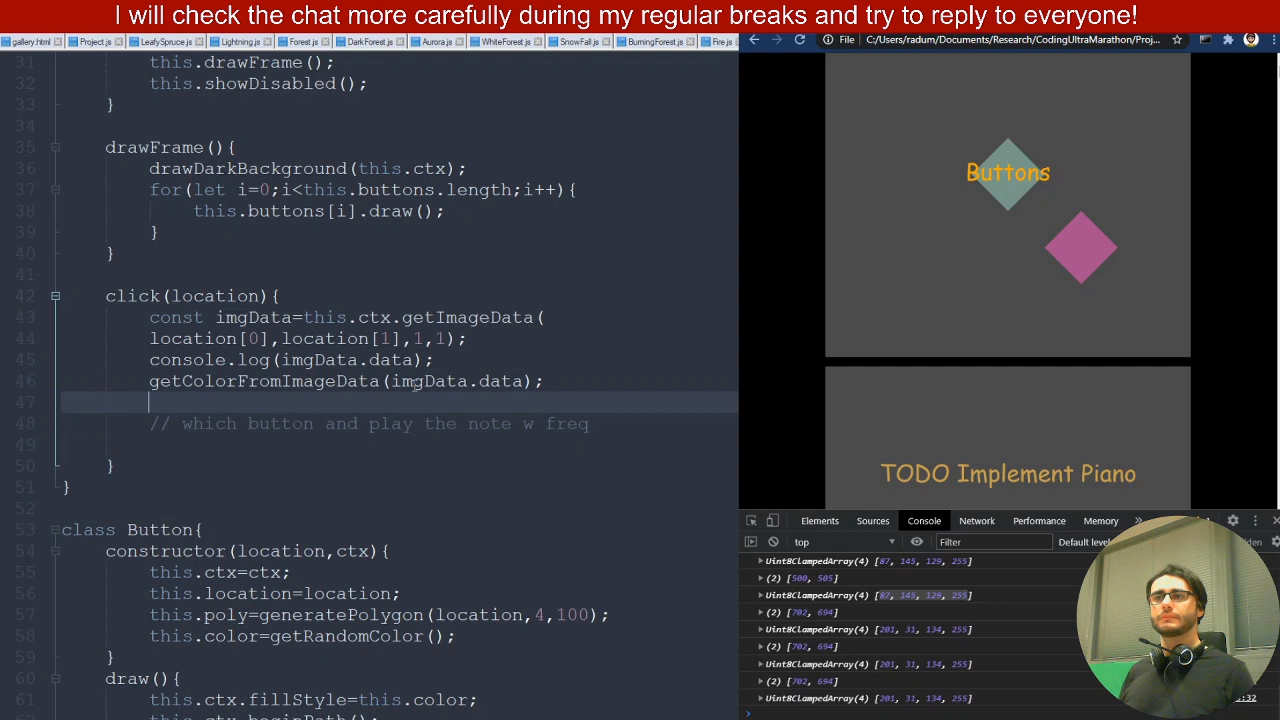 I will check the chat more carefully during my regular breaks and try to reply to everyone!
gallery.html Project.js LeafySpruce.js Lightning.js Forest.js DarkForest.js Aurora.js WhiteForest.js SnowFall.js BurningForest.js Fire.js
File C:/Users/radum/Documents/Research/CodingUltraMarathon/Proj...
31
this.drawFrame();
32 this.showDisabled();
33 }
34
35 drawFrame(){
36 drawDarkBackground(this.ctx);
37 for(let i=0;i<this.buttons.length;i++){
38 this.buttons[i].draw();
39 }
40 }
41
42 click(location){
43 const imgData=this.ctx.getImageData(
44 location[0],location[1],1,1);
45 console.log(imgData.data);
46 getColorFromImageData(imgData.data);
47
48 // which button and play the note w freq
49
50 }
51 }
52
53 class Button{
54 constructor(location,ctx){
55 this.ctx=ctx;
56 this.location=location;
57 this.poly=generatePolygon(location,4,100);
58 this.color=getRandomColor();
59 }
60 draw(){
61 this.ctx.fillStyle=this.color;
this.ctx.beginPath();
Buttons
TODO Implement Piano
Elements Sources Console Network Performance Memory »
top Filter Default level
Uint8ClampedArray(4) [87, 145, 129, 255]
(2) [500, 505]
Uint8ClampedArray(4) [87, 145, 129, 255]
(2) [702, 694]
Uint8ClampedArray(4) [201, 31, 134, 255]
(2) [702, 694]
Uint8ClampedArray(4) [201, 31, 134, 255]
(2) [702, 694]
Uint8ClampedArray(4) [201, 31, 134, 255]
:32